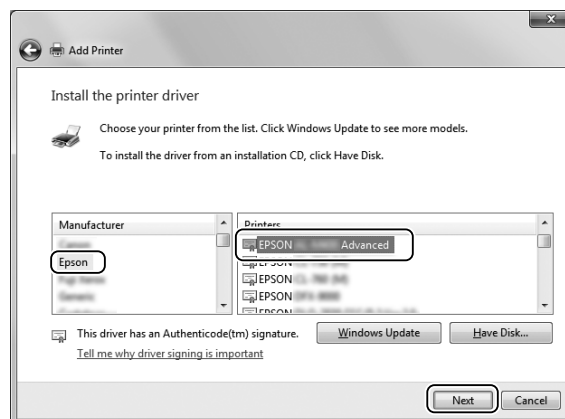 Add Printer
Install the printer driver
Choose your printer from the list. Click Windows Update to see more models.
To install the driver from an installation CD, click Have Disk.
Manufacturer
Printers
Epson
EPSON Advanced
EPSON
EPSON
EPSON
EPSON
This driver has an Authenticode(tm) signature.
Windows Update
Have Disk...
Tell me why driver signing is important
Next
Cancel